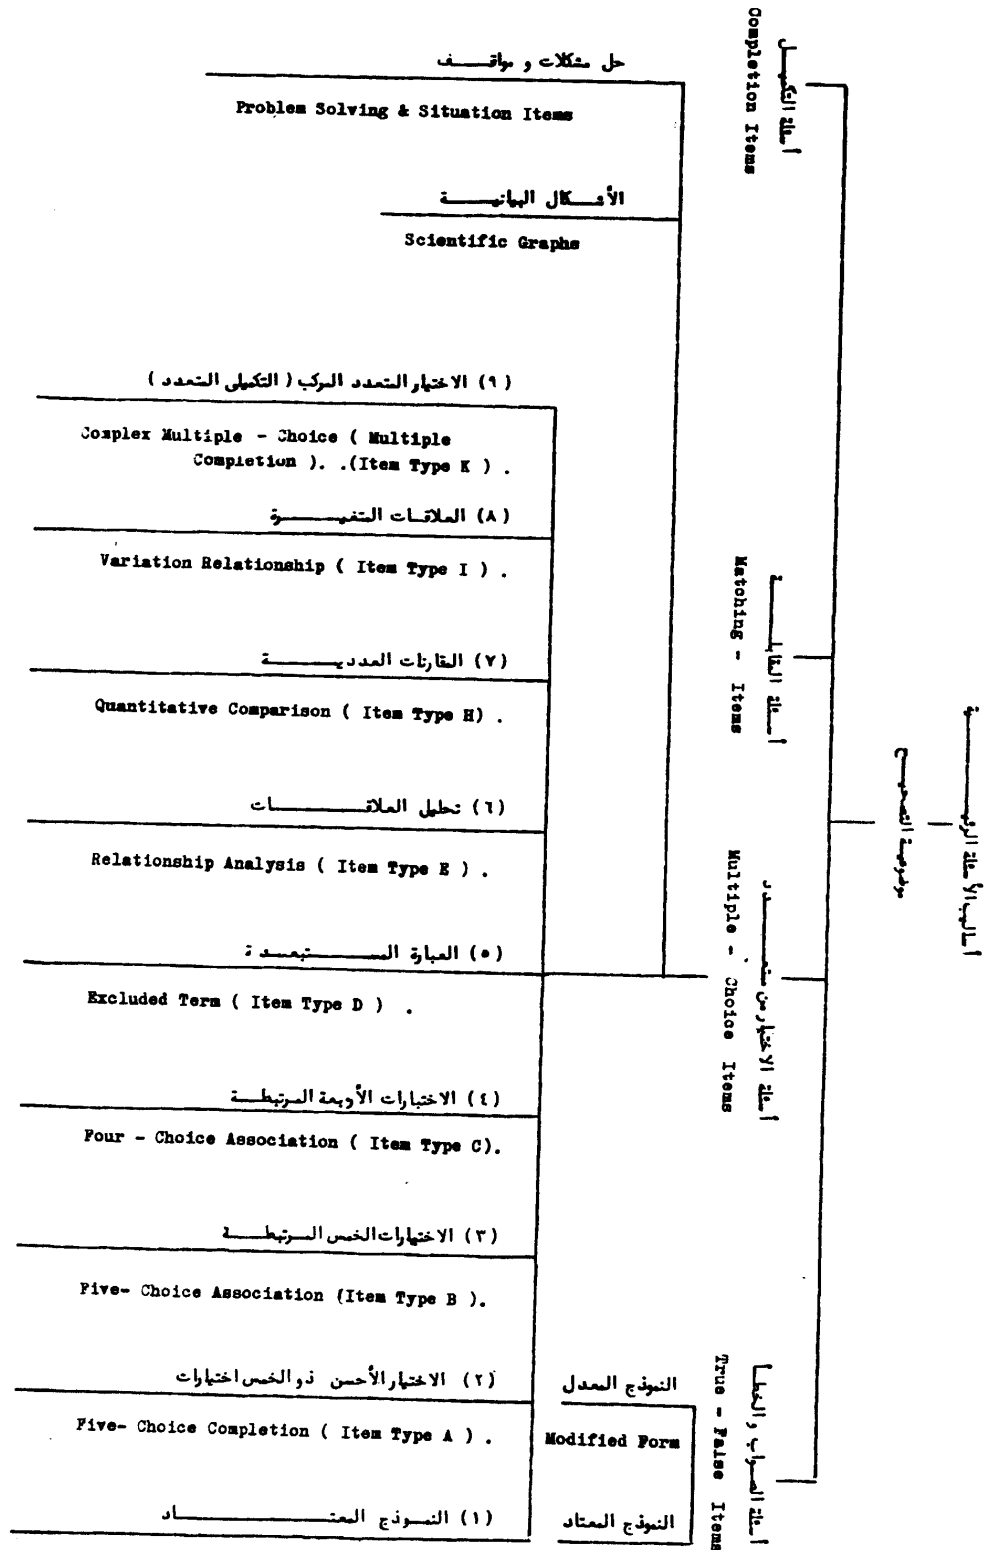 أساليب الأسئلة الرئيسية
موضوعية التصحيح
أسئلة التكميل
Completion Items
أسئلة المقابلة
Matching - Items
أسئلة الاختيار من متعدد
Multiple - Choice Items
أسئلة الصواب والخطأ
True - False Items
حل مشكلات و مواقف
Problem Solving & Situation Items
الأشكال البيانية
Scientific Graphs
(٩) الاختيار المتعدد المركب ( التكميلى المتعدد )
Complex Multiple - Choice ( Multiple
Completion ). .(Item Type K ) .
(٨) العلاقات المتغيرة
Variation Relationship ( Item Type I ) .
(٧) المقارنات العددية
Quantitative Comparison ( Item Type H) .
(٦) تحليل العلاقات
Relationship Analysis ( Item Type E ) .
(٥) العبارة المستبعدة
Excluded Term ( Item Type D ) .
(٤) الاختبارات الأربعة المرتبطة
Four - Choice Association ( Item Type C).
(٣) الاختيارات الخمس المرتبطة
Five- Choice Association (Item Type B ).
(٢) الاختيار الأحسن ذو الخمس اختيارات
Five- Choice Completion ( Item Type A ) .
(١) النموذج المعتاد
النموذج المعدل
Modified Form
النموذج المعتاد